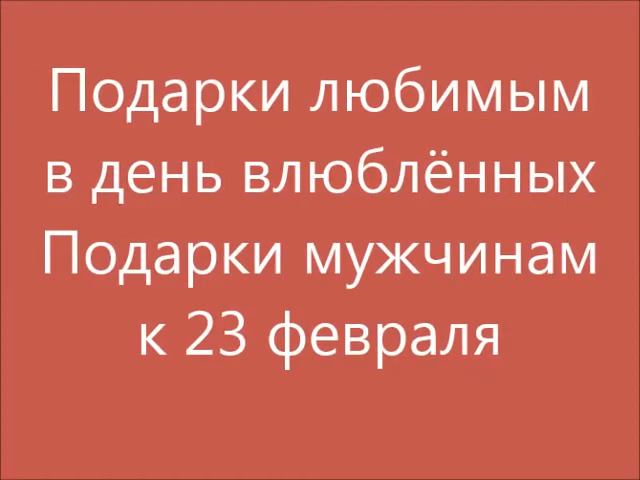 Подарки любимым
в день влюблённых
Подарки мужчинам
к 23 февраля